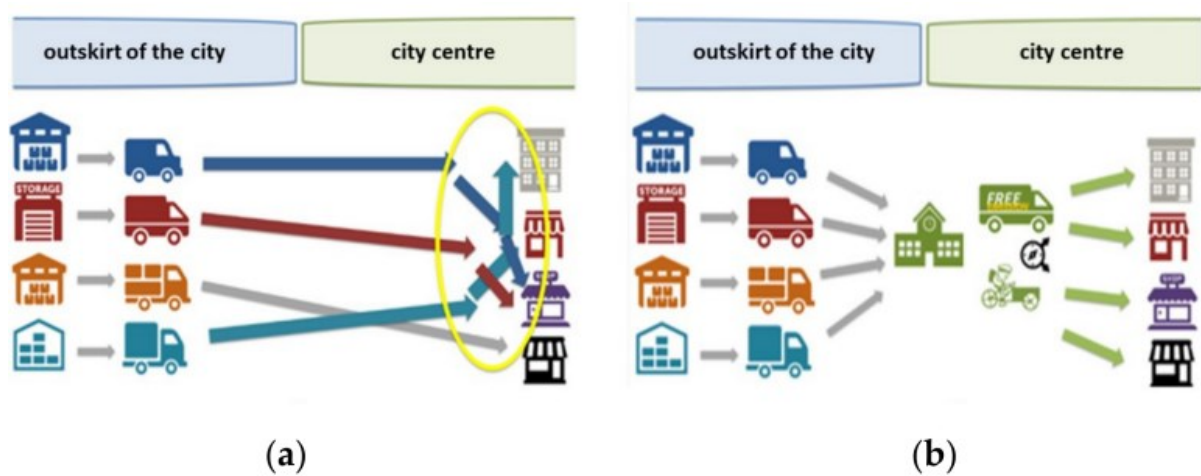 outskirt of the city
city centre
STORAGE
(a)
outskirt of the city
city centre
STORAGE
FREE
SHOP
(b)